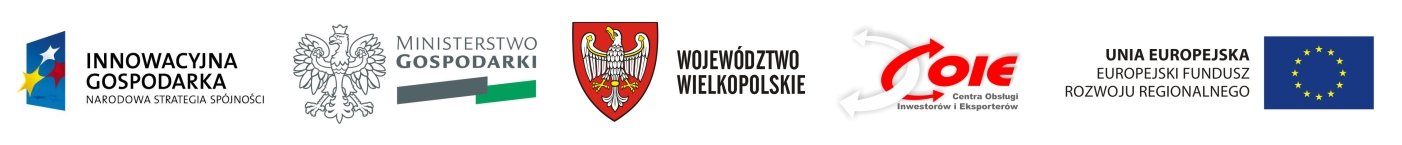 INNOWACYJNA
GOSPODARKA
NARODOWA STRATEGIA SPÓJNOŚCI
MINISTERSTWO
GOSPODARKI
WOJEWÓDZTWO
WIELKOPOLSKIE
COIE
Centra Obsługi
Inwestorów i Eksporterów
UNIA EUROPEJSKA
EUROPEJSKI FUNDUSZ
ROZWOJU REGIONALNEGO